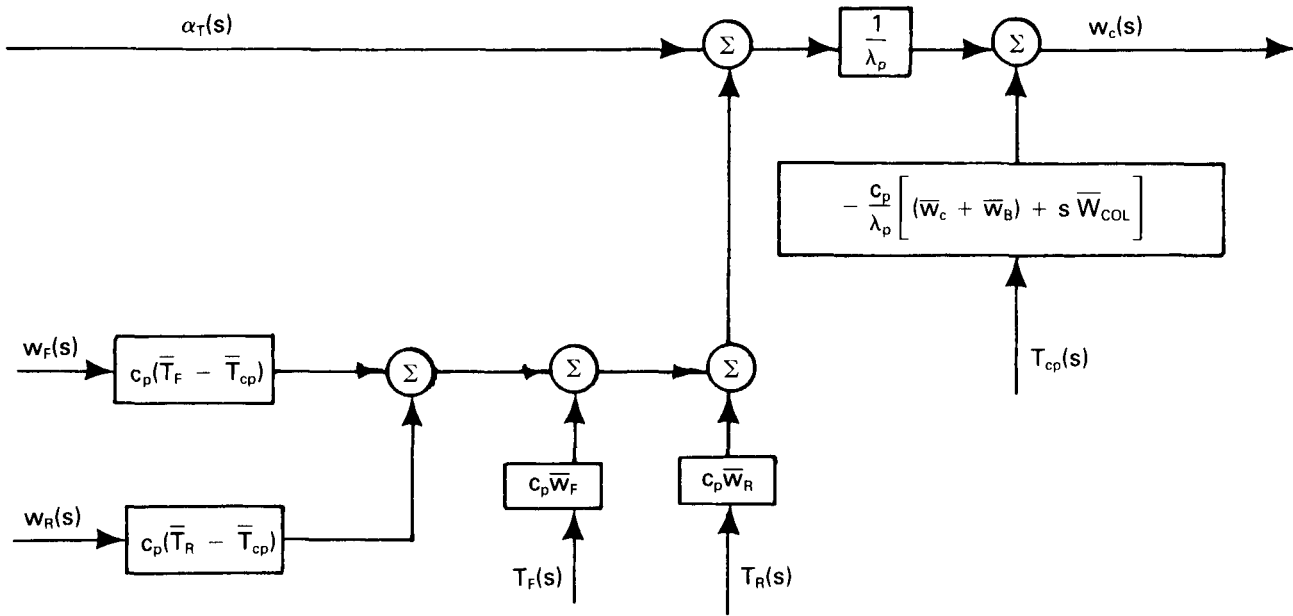 α_T(s)
Σ
1/λ_p
Σ
w_c(s)
− c_p/λ_p [(w̅_c + w̅_B) + s W̅_COL]
T_cp(s)
w_F(s)
c_p(T̅_F − T̅_cp)
Σ
Σ
Σ
c_p w̅_F
c_p w̅_R
w_R(s)
c_p(T̅_R − T̅_cp)
T_F(s)
T_R(s)